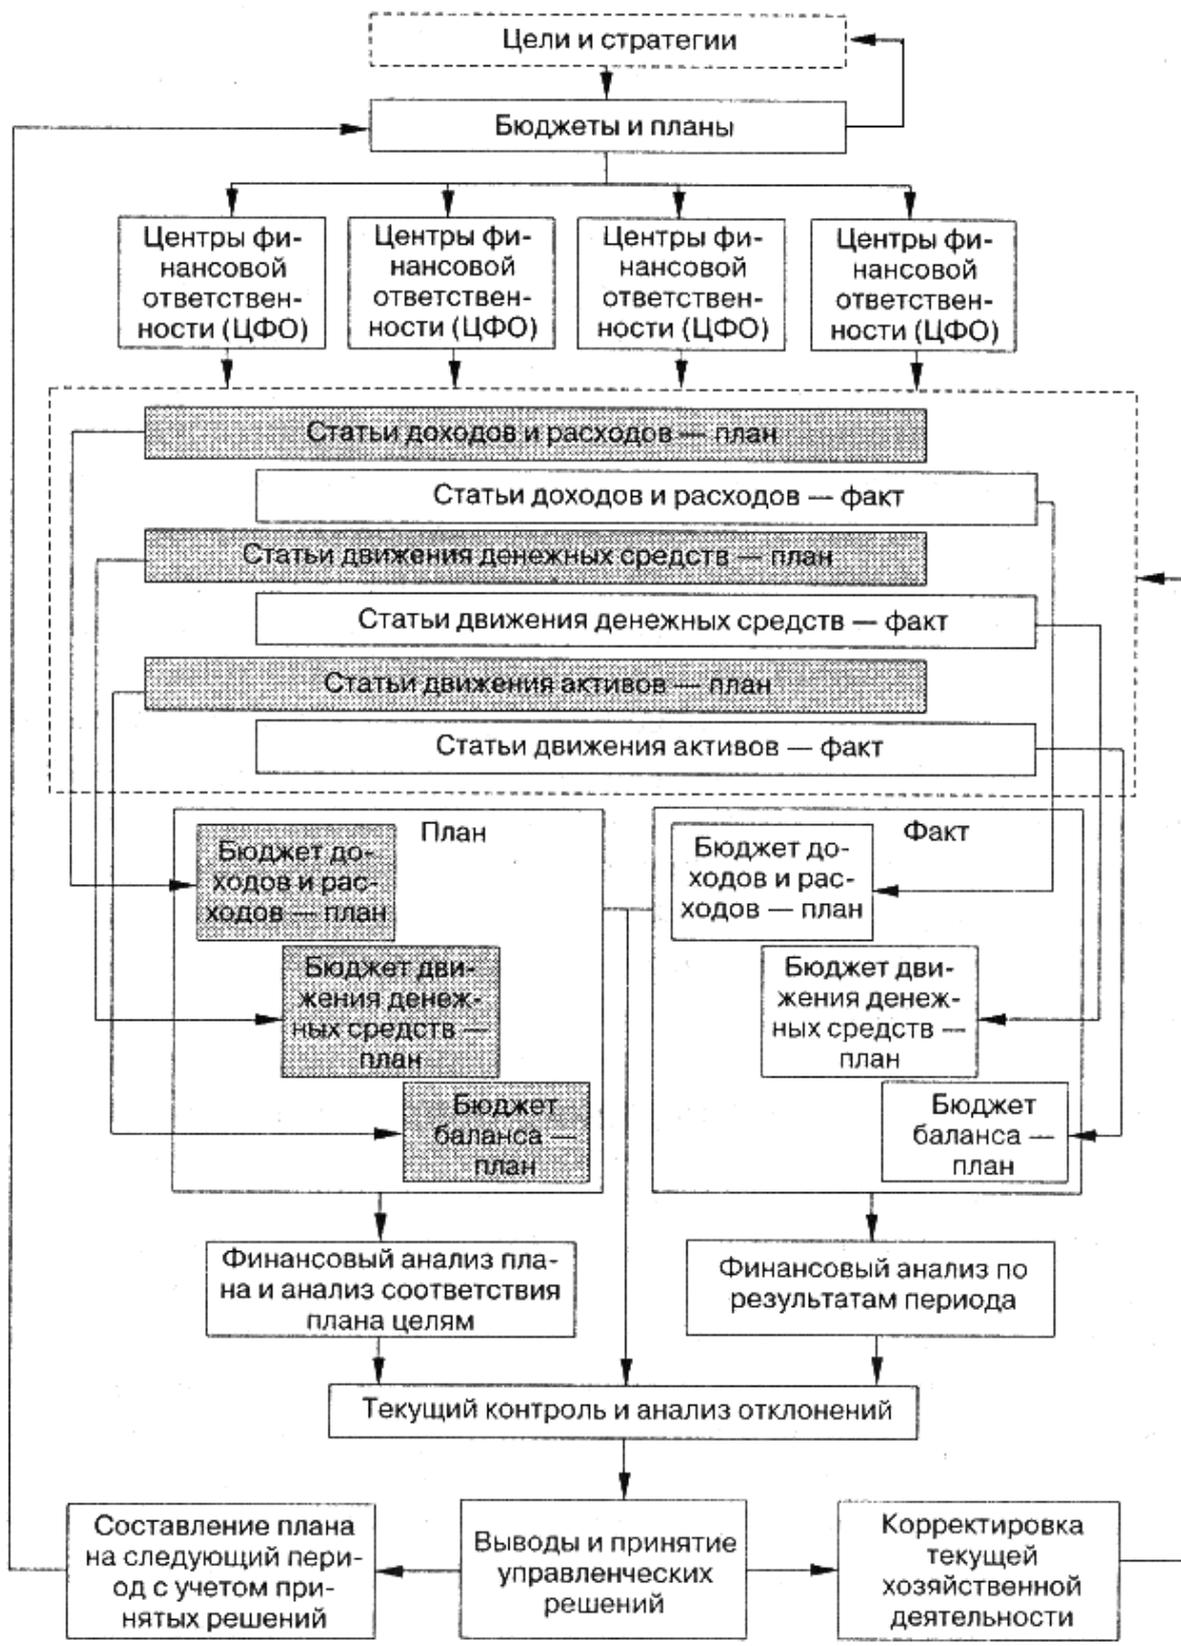 Цели и стратегии
Бюджеты и планы
Центры фи-
нансовой
ответствен-
ности (ЦФО)
Центры фи-
нансовой
ответствен-
ности (ЦФО)
Центры фи-
нансовой
ответствен-
ности (ЦФО)
Центры фи-
нансовой
ответствен-
ности (ЦФО)
Статьи доходов и расходов — план
Статьи доходов и расходов — факт
Статьи движения денежных средств — план
Статьи движения денежных средств — факт
Статьи движения активов — план
Статьи движения активов — факт
План
Бюджет до-
ходов и рас-
ходов — план
Бюджет дви-
жения денеж-
ных средств —
план
Бюджет
баланса —
план
Факт
Бюджет до-
ходов и рас-
ходов — план
Бюджет дви-
жения денеж-
ных средств —
план
Бюджет
баланса —
план
Финансовый анализ пла-
на и анализ соответствия
плана целям
Финансовый анализ по
результатам периода
Текущий контроль и анализ отклонений
Составление плана
на следующий пери-
од с учетом при-
нятых решений
Выводы и принятие
управленческих
решений
Корректировка
текущей
хозяйственной
деятельности